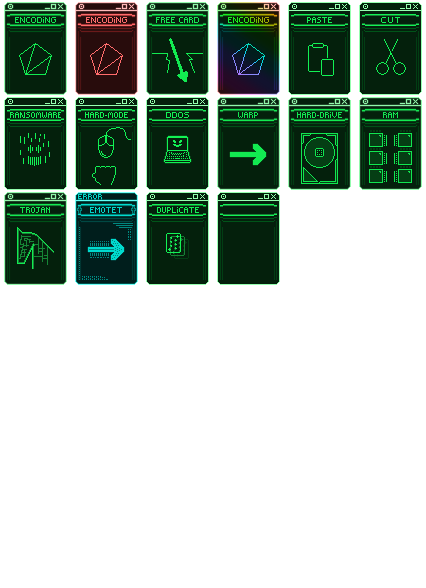 ENCODiNG
ENCODiNG
FREE CARD
ENCODiNG
PASTE
CUT
RANSOMWARE
HARD-MODE
DDOS
WARP
HARD-DRiVE
RAM
TROJAN
ERROR
EMOTET
DUPLiCATE